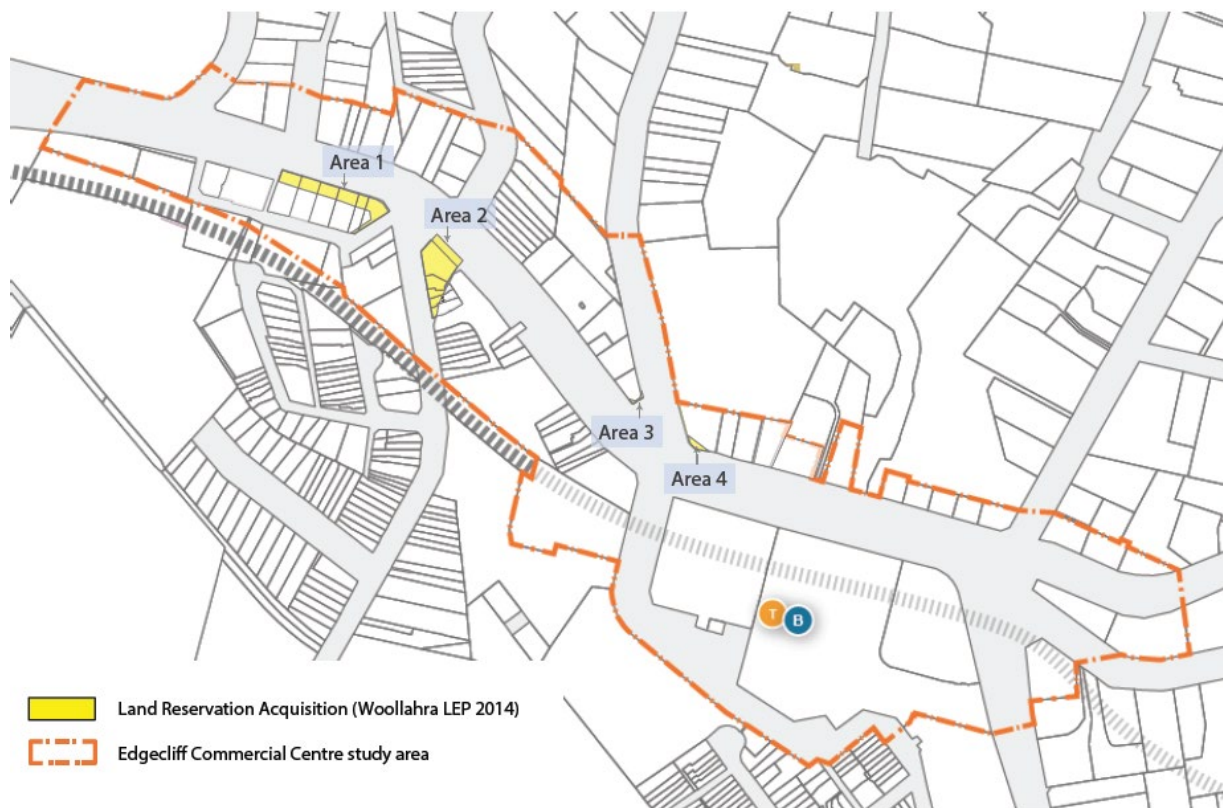 Area 1
Area 2
Area 3
Area 4
T
B
Land Reservation Acquisition (Woollahra LEP 2014)
Edgecliff Commercial Centre study area